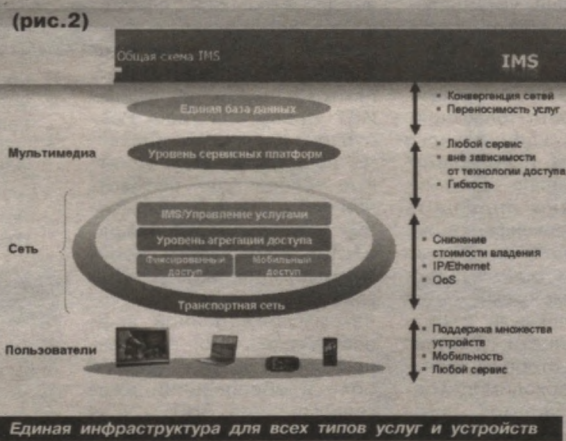 (рис.2)
Общая схема IMS
IMS
Единая база данных
Конвергенция сетей
Переносимость услуг
Мультимедиа
Уровень сервисных платформ
Любой сервис
вне зависимости
от технологии доступа
Гибкость
IMS/Управление услугами
Уровень агрегации доступа
Фиксированный
доступ
Мобильный
доступ
Сеть
Транспортная сеть
Снижение
стоимости владения
IP/Ethernet
QoS
Пользователи
Поддержка множества
устройств
Мобильность
Любой сервис
Единая инфраструктура для всех типов услуг и устройств